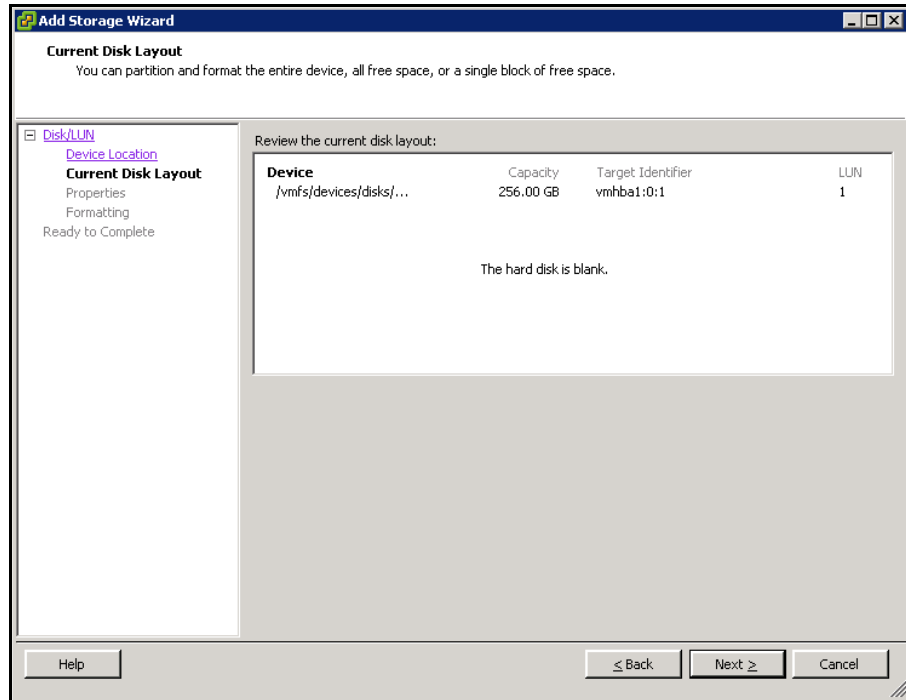 Add Storage Wizard
Current Disk Layout
You can partition and format the entire device, all free space, or a single block of free space.
Disk/LUN
Device Location
Current Disk Layout
Properties
Formatting
Ready to Complete
Review the current disk layout:
Device Capacity Target Identifier LUN
/vmfs/devices/disks/... 256.00 GB vmhba1:0:1 1
The hard disk is blank.
Help < Back Next > Cancel